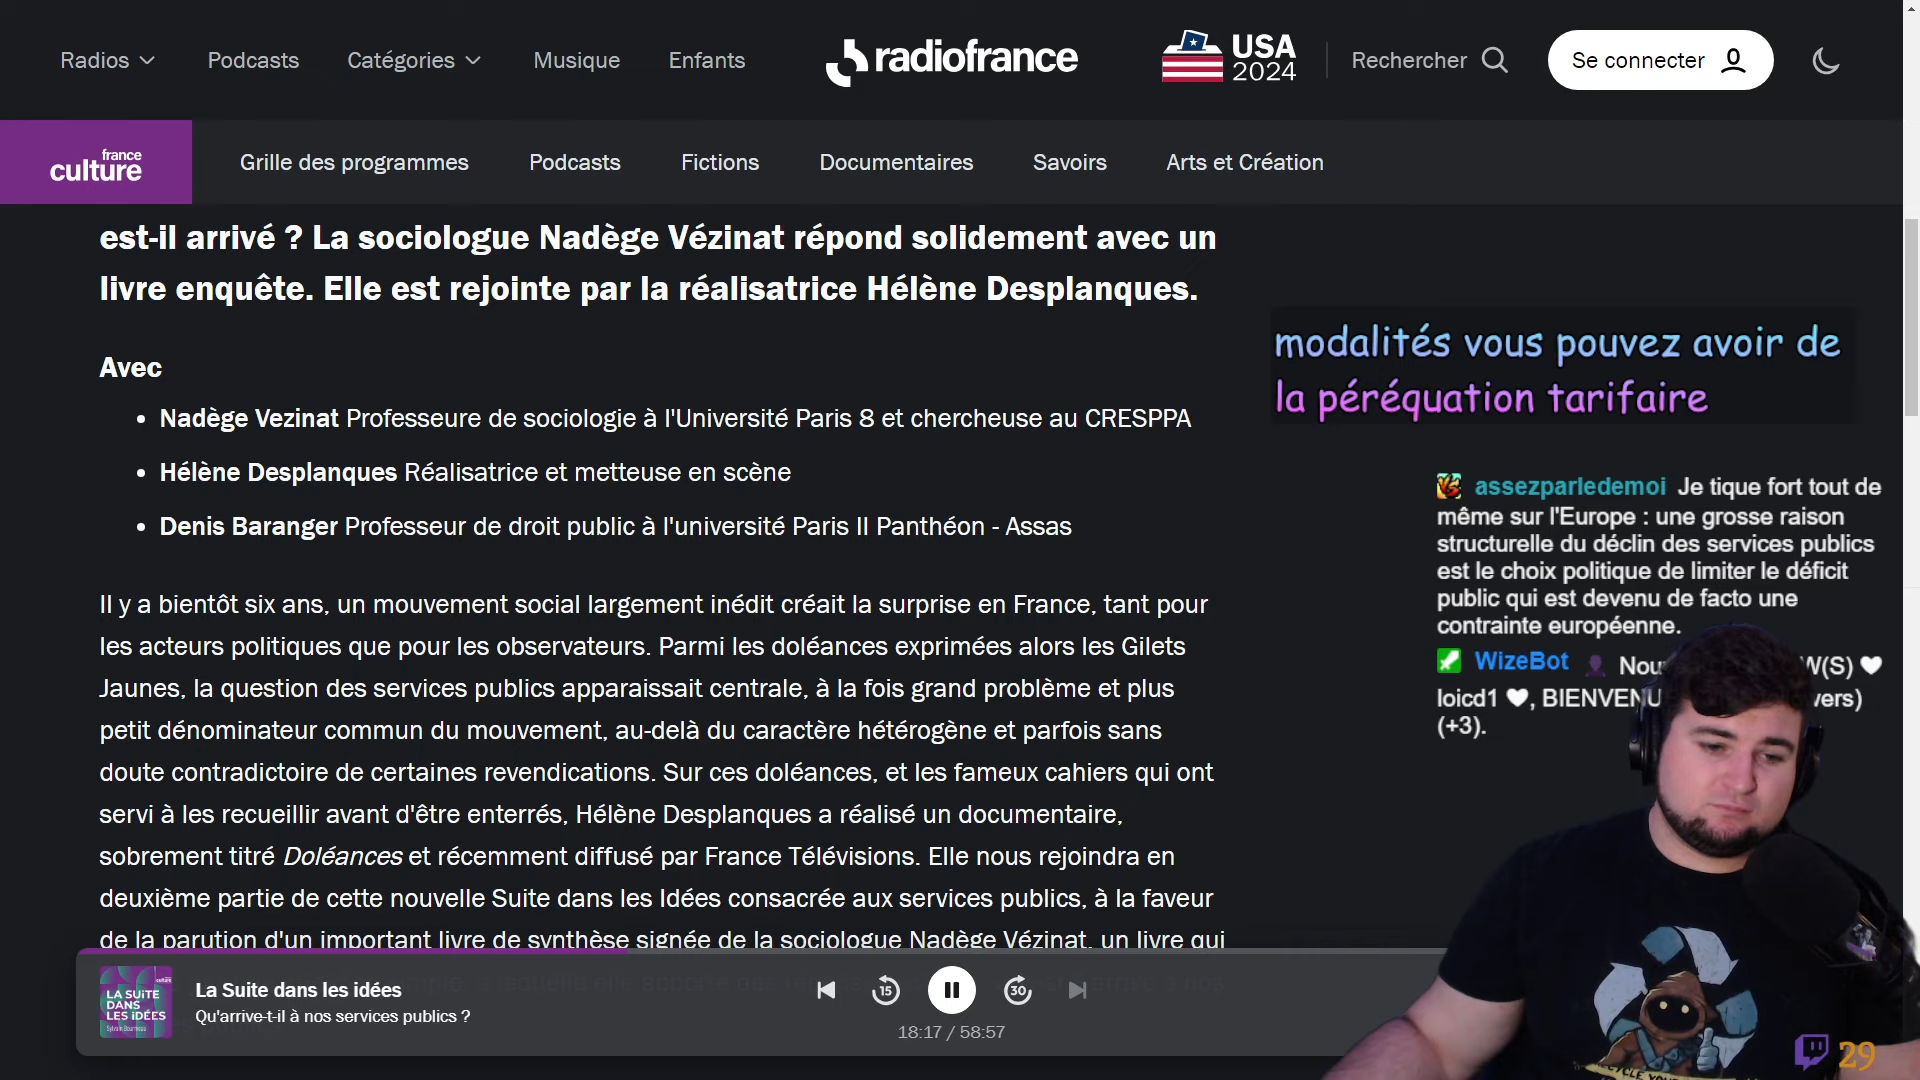 Radios
Podcasts
Catégories
Musique
Enfants
radiofrance
USA
2024
Rechercher
Se connecter
france
culture
Grille des programmes
Podcasts
Fictions
Documentaires
Savoirs
Arts et Création
est-il arrivé ? La sociologue Nadège Vézinat répond solidement avec un
livre enquête. Elle est rejointe par la réalisatrice Hélène Desplanques.
Avec
• Nadège Vezinat Professeure de sociologie à l'Université Paris 8 et chercheuse au CRESPPA
• Hélène Desplanques Réalisatrice et metteuse en scène
• Denis Baranger Professeur de droit public à l'université Paris II Panthéon - Assas
Il y a bientôt six ans, un mouvement social largement inédit créait la surprise en France, tant pour
les acteurs politiques que pour les observateurs. Parmi les doléances exprimées alors les Gilets
Jaunes, la question des services publics apparaissait centrale, à la fois grand problème et plus
petit dénominateur commun du mouvement, au-delà du caractère hétérogène et parfois sans
doute contradictoire de certaines revendications. Sur ces doléances, et les fameux cahiers qui ont
servi à les recueillir avant d'être enterrés, Hélène Desplanques a réalisé un documentaire,
sobrement titré Doléances et récemment diffusé par France Télévisions. Elle nous rejoindra en
deuxième partie de cette nouvelle Suite dans les Idées consacrée aux services publics, à la faveur
de la parution d'un important livre de synthèse signée de la sociologue Nadège Vézinat, un livre qui
modalités vous pouvez avoir de
la péréquation tarifaire
assezparledemoi Je tique fort tout de
même sur l'Europe : une grosse raison
structurelle du déclin des services publics
est le choix politique de limiter le déficit
public qui est devenu de facto une
contrainte européenne.
WizeBot W(S)
loicd1 , vers)
(+3).
culture
LA SUITE
DANS
LES IDÉES
Sylvain Bourmeau
La Suite dans les idées
Qu'arrive-t-il à nos services publics ?
15
30
18:17 / 58:57
29